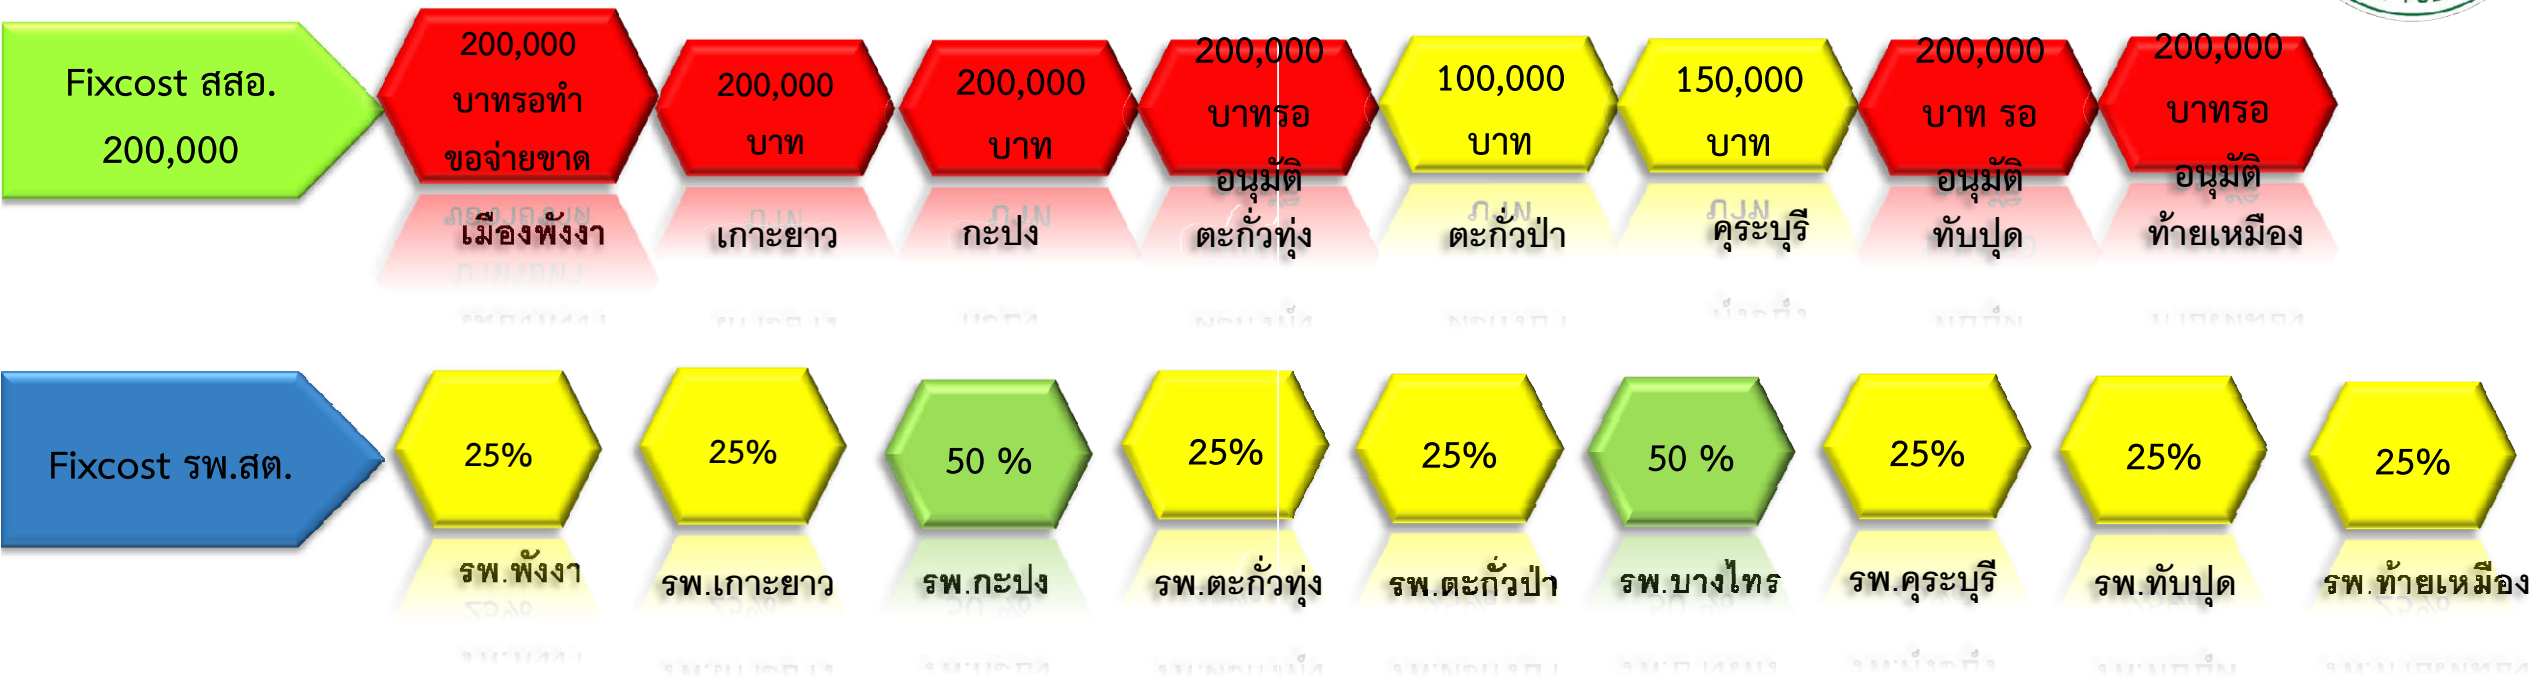 Fixcost สสอ.
200,000
200,000
บาทรอทำ
ขอจ่ายขาด
เมืองพังงา
200,000
บาท
เกาะยาว
200,000
บาท
กะปง
200,000
บาทรอ
อนุมัติ
ตะกั่วทุ่ง
100,000
บาท
ตะกั่วป่า
150,000
บาท
คุระบุรี
200,000
บาท รอ
อนุมัติ
ทับปุด
200,000
บาทรอ
อนุมัติ
ท้ายเหมือง
Fixcost รพ.สต.
25%
รพ.พังงา
25%
รพ.เกาะยาว
50 %
รพ.กะปง
25%
รพ.ตะกั่วทุ่ง
25%
รพ.ตะกั่วป่า
50 %
รพ.บางไทร
25%
รพ.คุระบุรี
25%
รพ.ทับปุด
25%
รพ.ท้ายเหมือง